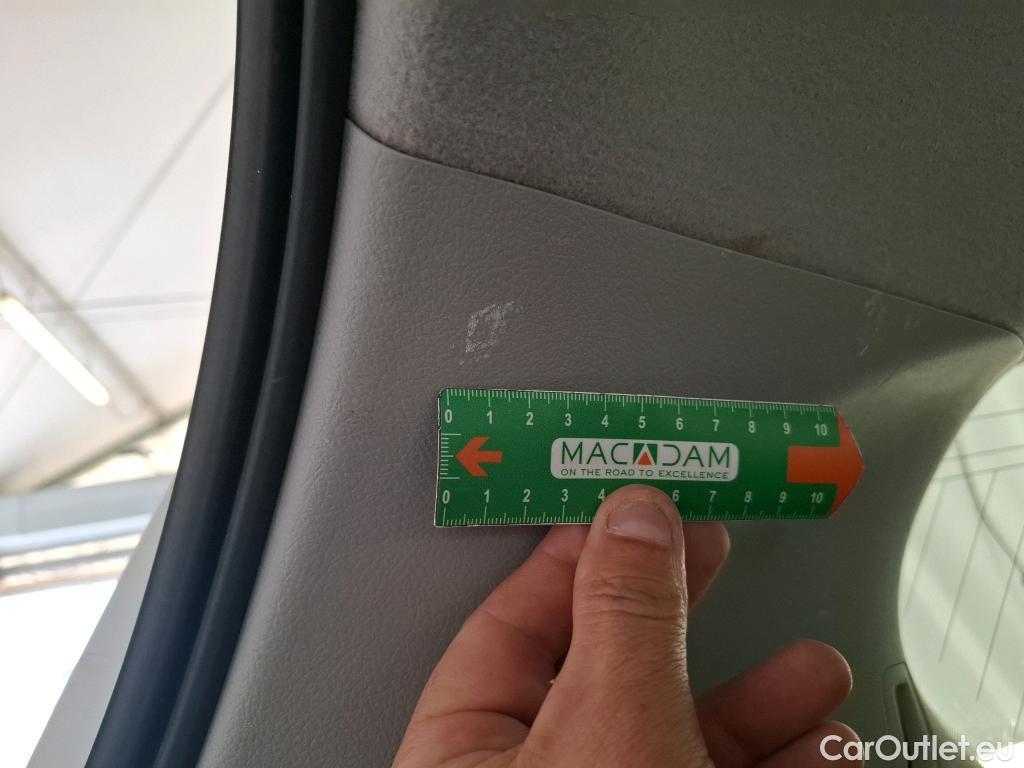 0 1 2 3 4 5 6 7 8 9 10
MACADAM
ON THE ROAD TO EXCELLENCE
0 1 2 3 4 6 7 8 9 10
CarOutlet.eu